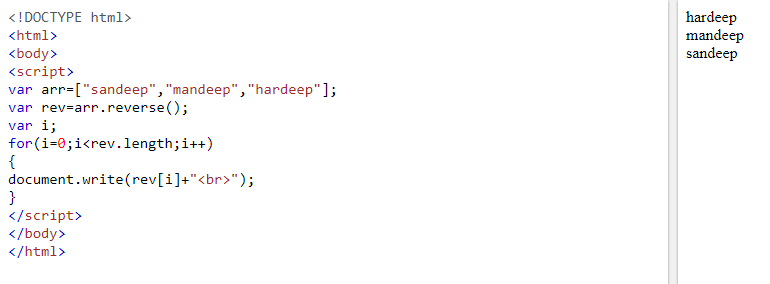 <!DOCTYPE html>
<html>
<body>
<script>
var arr=["sandeep","mandeep","hardeep"];
var rev=arr.reverse();
var i;
for(i=0;i<rev.length;i++)
{
document.write(rev[i]+"<br>");
}
</script>
</body>
</html>
hardeep
mandeep
sandeep